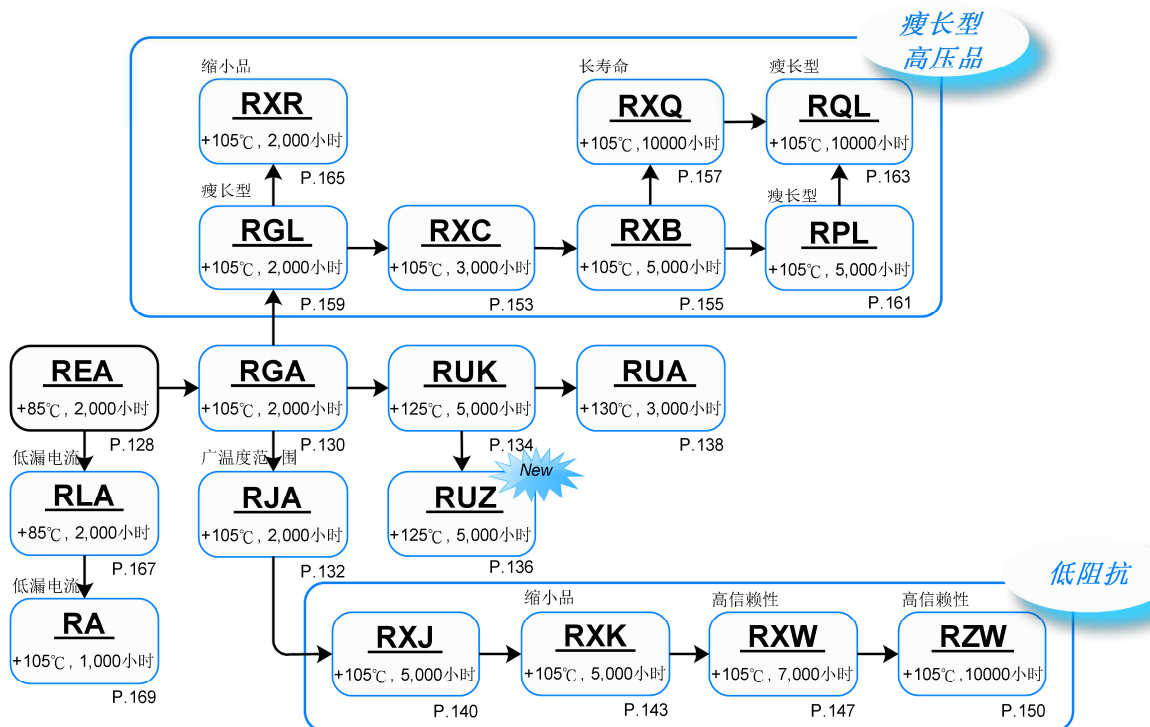 瘦长型
高压品
缩小品
RXR
+105℃, 2,000小时
P.165
长寿命
RXQ
+105℃,10000小时
P.157
瘦长型
RQL
+105℃,10000小时
P.163
瘦长型
RGL
+105℃, 2,000小时
P.159
RXC
+105℃, 3,000小时
P.153
RXB
+105℃, 5,000小时
P.155
瘦长型
RPL
+105℃, 5,000小时
P.161
REA
+85℃, 2,000小时
P.128
RGA
+105℃, 2,000小时
P.130
RUK
+125℃, 5,000小时
P.134
RUA
+130℃, 3,000小时
P.138
低漏电流
RLA
+85℃, 2,000小时
P.167
广温度范围
RJA
+105℃, 2,000小时
P.132
New
RUZ
+125℃, 5,000小时
P.136
低漏电流
RA
+105℃, 1,000小时
P.169
低阻抗
RXJ
+105℃, 5,000小时
P.140
缩小品
RXK
+105℃, 5,000小时
P.143
高信赖性
RXW
+105℃, 7,000小时
P.147
高信赖性
RZW
+105℃, 10000小时
P.150